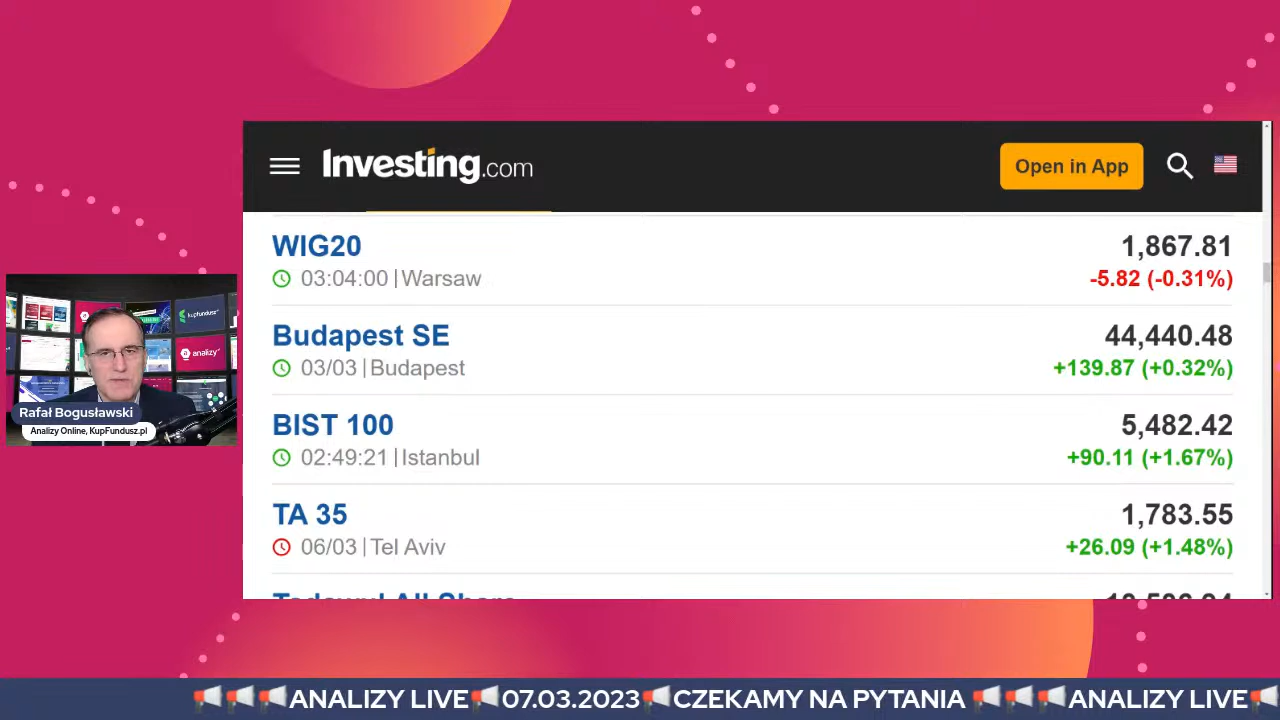 Investing.com
Open in App
WIG20
1,867.81
03:04:00 | Warsaw
-5.82 (-0.31%)
Budapest SE
44,440.48
03/03 | Budapest
+139.87 (+0.32%)
BIST 100
5,482.42
02:49:21 | Istanbul
+90.11 (+1.67%)
TA 35
1,783.55
06/03 | Tel Aviv
+26.09 (+1.48%)
kupfundusz
analizy
Rafał Bogusławski
Analizy Online, KupFundusz.pl
ANALIZY LIVE 07.03.2023 CZEKAMY NA PYTANIA ANALIZY LIVE